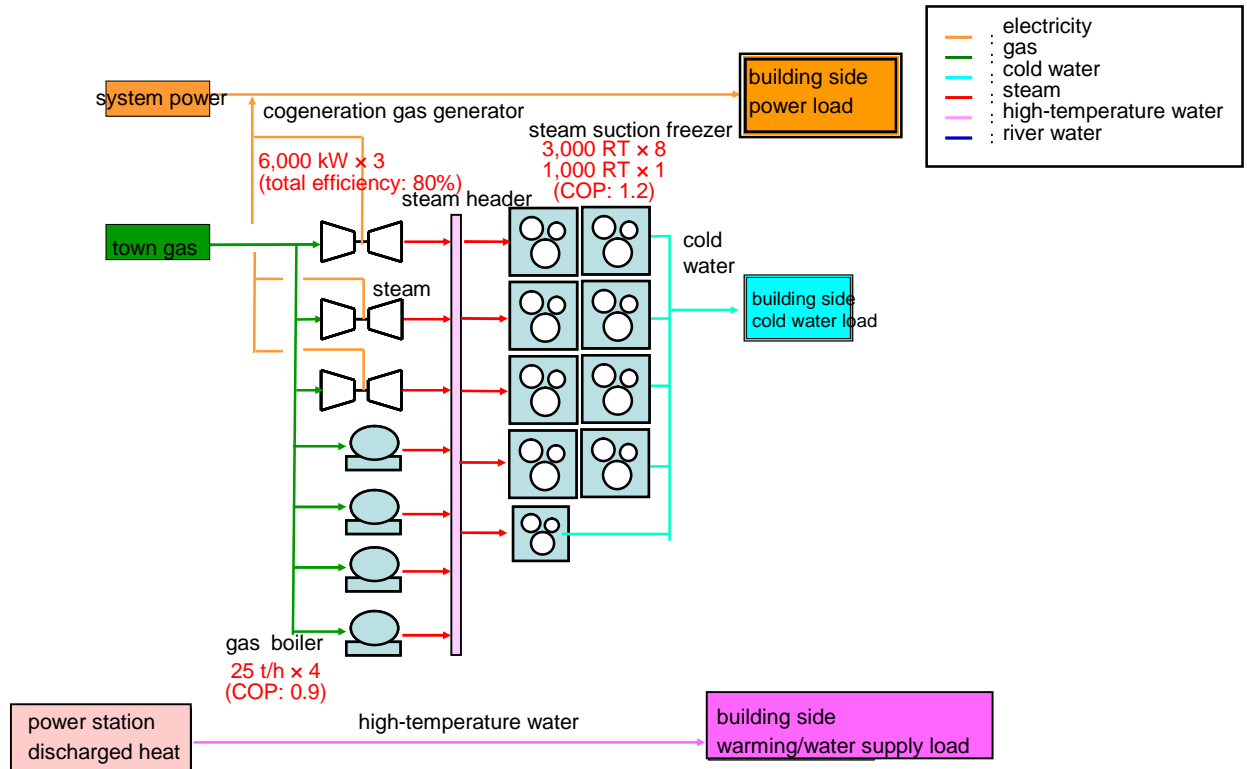 electricity
gas
cold water
steam
high-temperature water
river water
system power
cogeneration gas generator
building side
power load
6,000 kW × 3
(total efficiency: 80%)
steam suction freezer
3,000 RT × 8
1,000 RT × 1
(COP: 1.2)
steam header
town gas
steam
cold
water
building side
cold water load
gas boiler
25 t/h × 4
(COP: 0.9)
power station
discharged heat
high-temperature water
building side
warming/water supply load